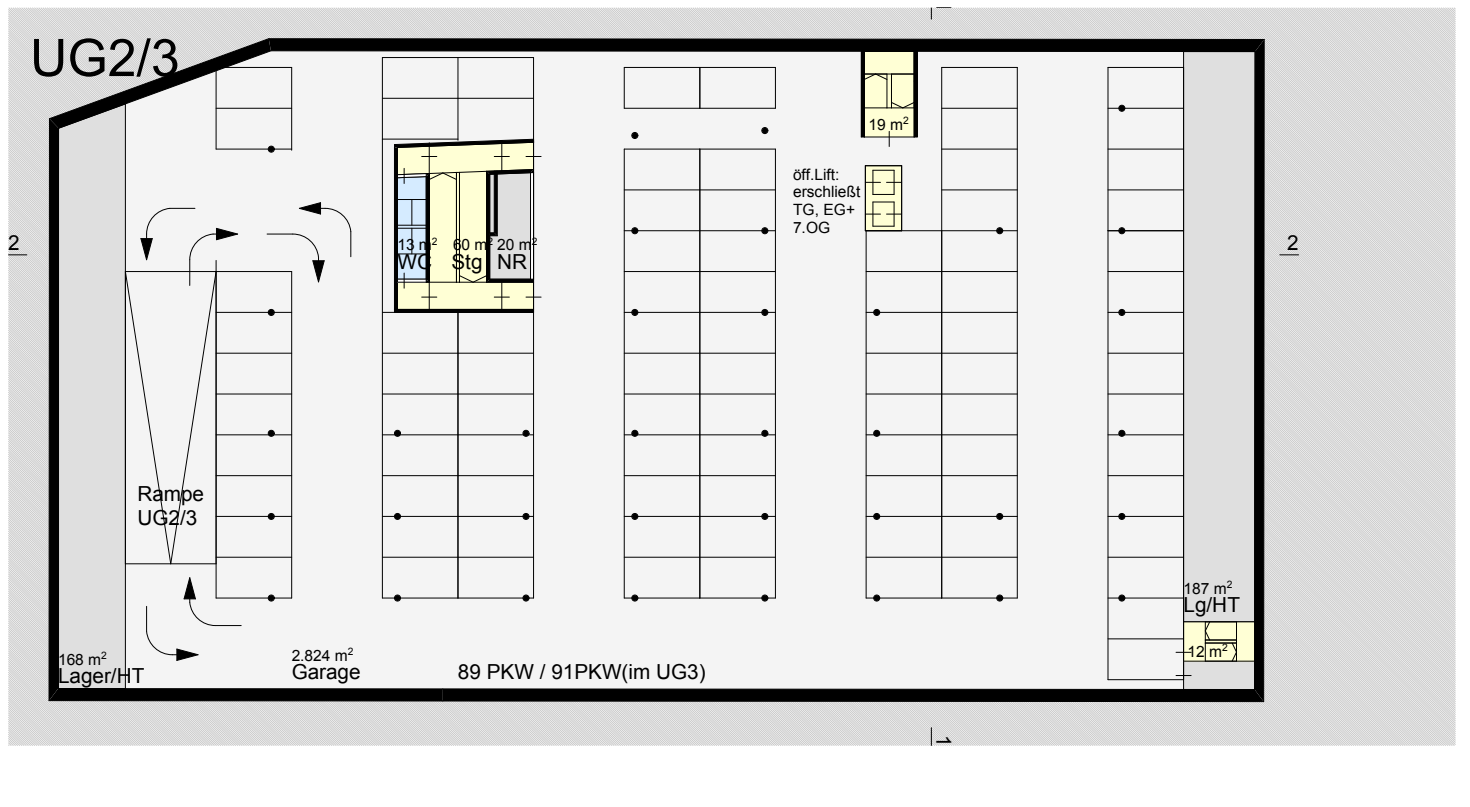 UG2/3
19 m²
öff.Lift:
erschließt
TG, EG+
7.OG
2
2
13 m² 60 m² 20 m²
WC Stg NR
Rampe
UG2/3
187 m²
Lg/HT
12 m²
168 m²
Lager/HT
2.824 m²
Garage
89 PKW / 91PKW(im UG3)
1